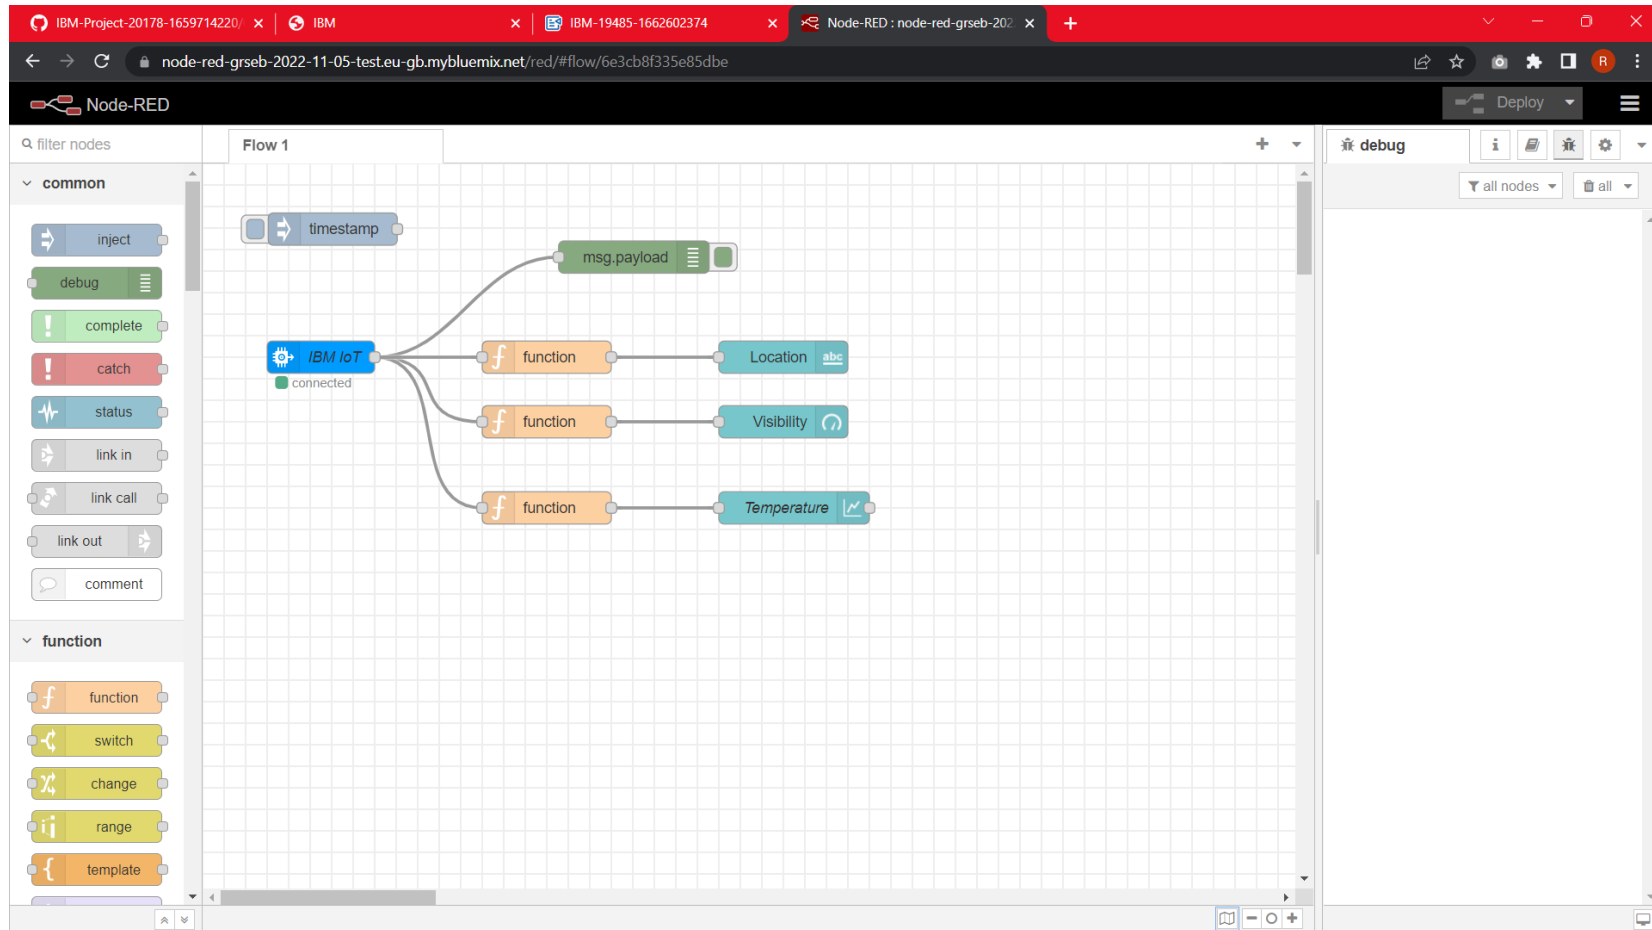 IBM-Project-20178-1659714220/
IBM
IBM-19485-1662602374
Node-RED : node-red-grseb-202
node-red-grseb-2022-11-05-test.eu-gb.mybluemix.net/red/#flow/6e3cb8f335e85dbe
R
Node-RED
Deploy
filter nodes
Flow 1
debug
i
common
all nodes
all
timestamp
inject
msg.payload
debug
complete
IBM IoT
function
Location
abc
catch
connected
status
function
Visibility
link in
link call
function
Temperature
link out
comment
function
function
switch
change
range
template